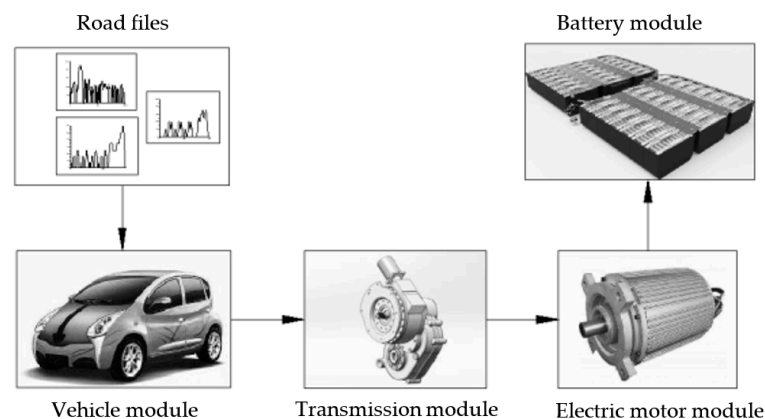 Road files
Battery module
Vehicle module
Transmission module
Electric motor module